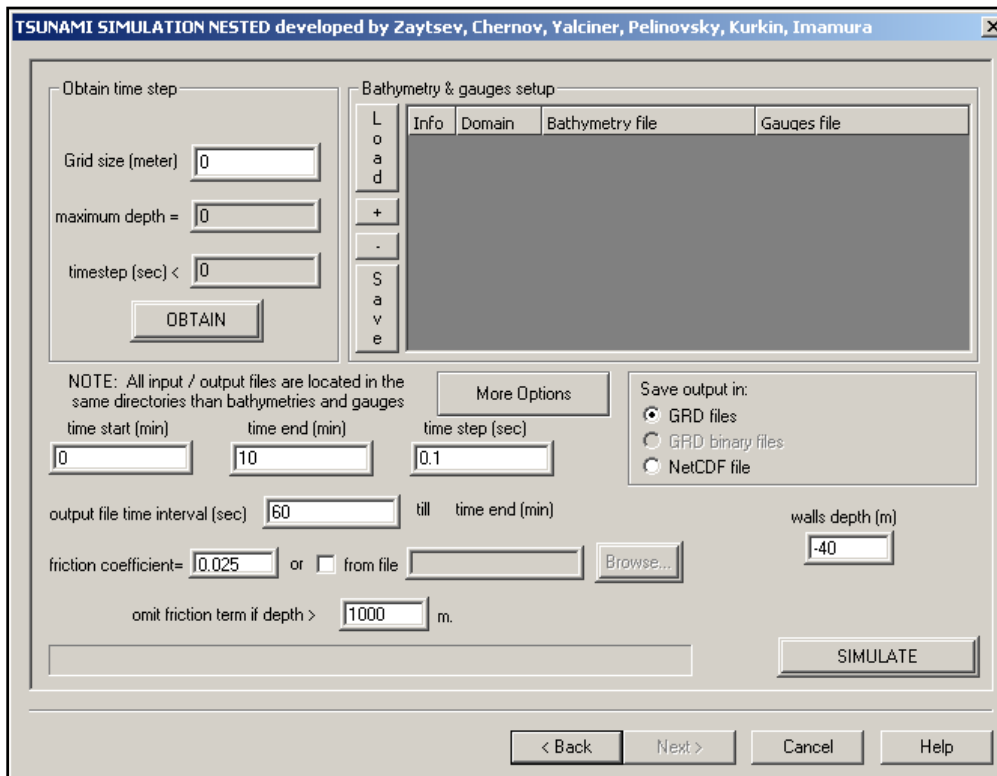 TSUNAMI SIMULATION NESTED developed by Zaytsev, Chernov, Yalciner, Pelinovsky, Kurkin, Imamura
Obtain time step
Grid size (meter) 0
maximum depth = 0
timestep (sec) < 0
OBTAIN
Bathymetry & gauges setup
Load
+
-
Save
Info Domain Bathymetry file Gauges file
NOTE: All input / output files are located in the
same directories than bathymetries and gauges
More Options
Save output in:
GRD files
GRD binary files
NetCDF file
time start (min) time end (min) time step (sec)
0 10 0.1
output file time interval (sec) 60 till time end (min)
walls depth (m)
-40
friction coefficient= 0.025 or from file Browse...
omit friction term if depth > 1000 m.
SIMULATE
< Back Next > Cancel Help